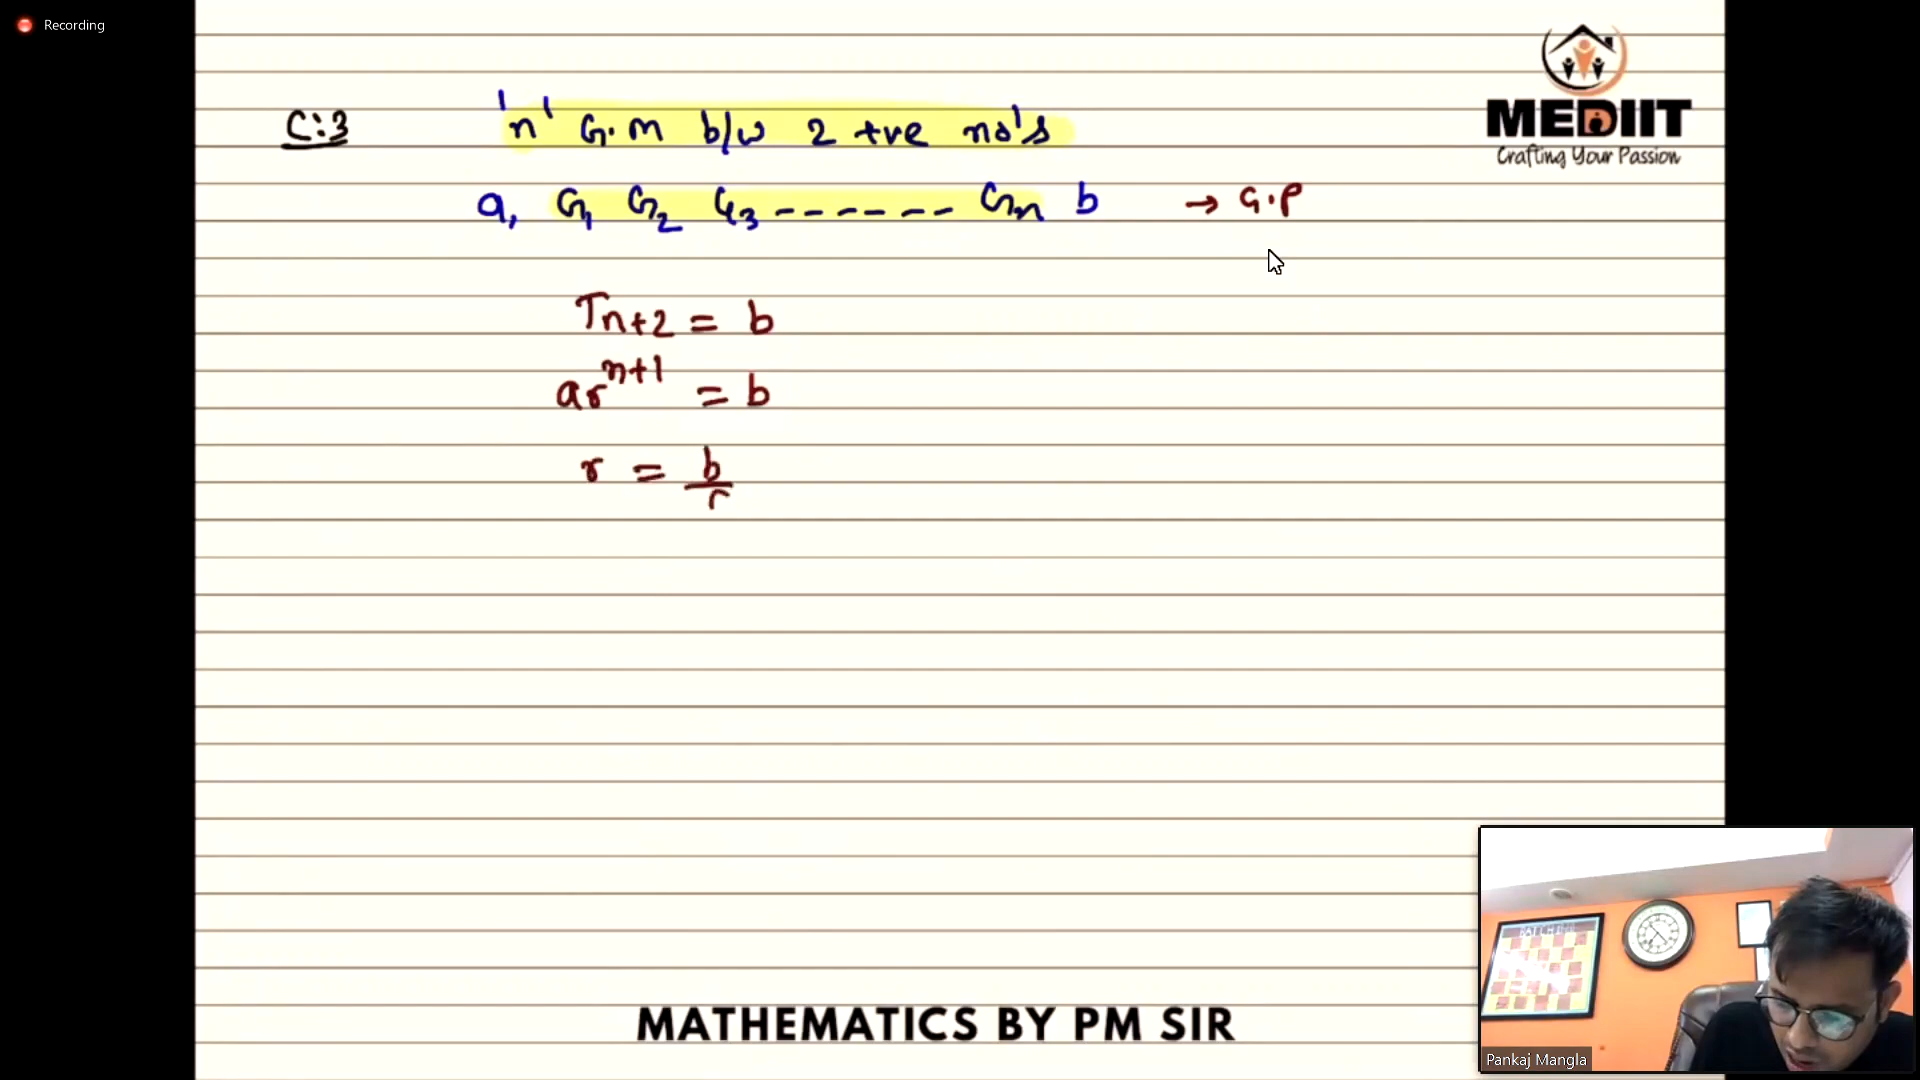 Recording
C:3
'n' G.M b/w 2 +ve no's
MEDIIT
Crafting Your Passion
a, G1 G2 G3 ------- Gn b → G.P
Tn+2 = b
ar^n+1 = b
r = b/r
MATHEMATICS BY PM SIR
Pankaj Mangla